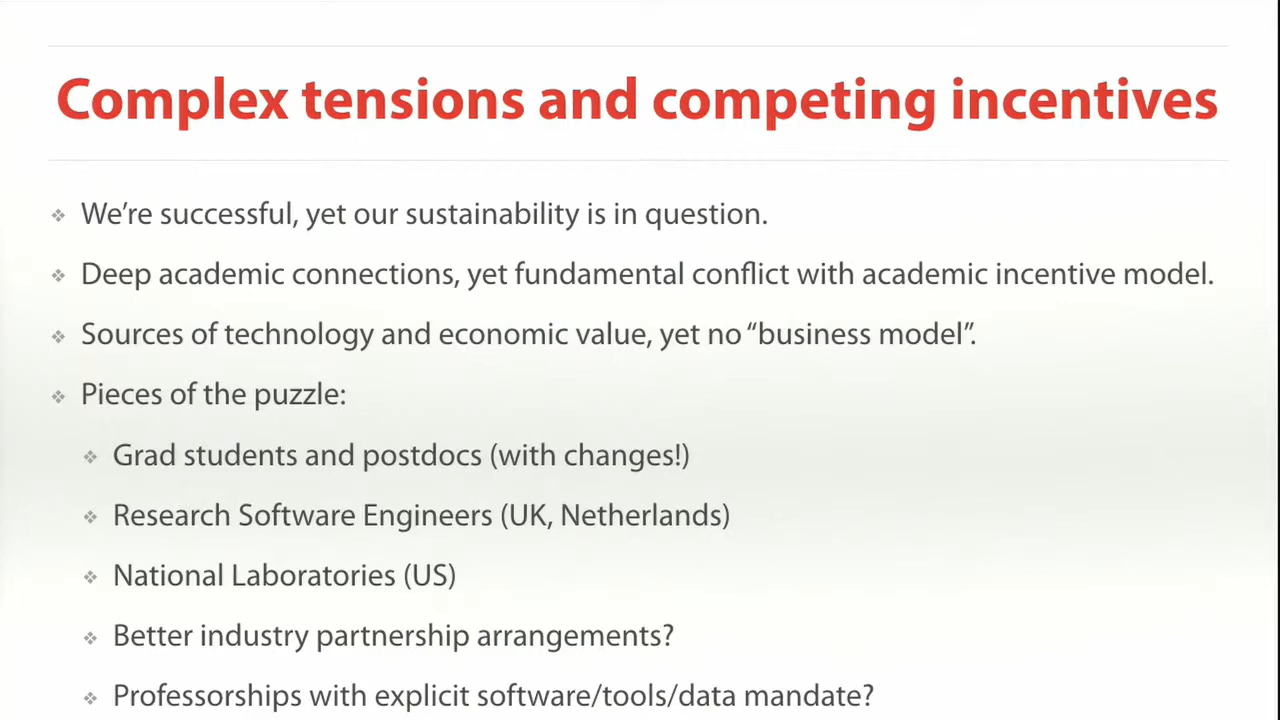 Complex tensions and competing incentives
❖ We’re successful, yet our sustainability is in question.
❖ Deep academic connections, yet fundamental conflict with academic incentive model.
❖ Sources of technology and economic value, yet no “business model”.
❖ Pieces of the puzzle:
❖ Grad students and postdocs (with changes!)
❖ Research Software Engineers (UK, Netherlands)
❖ National Laboratories (US)
❖ Better industry partnership arrangements?
❖ Professorships with explicit software/tools/data mandate?